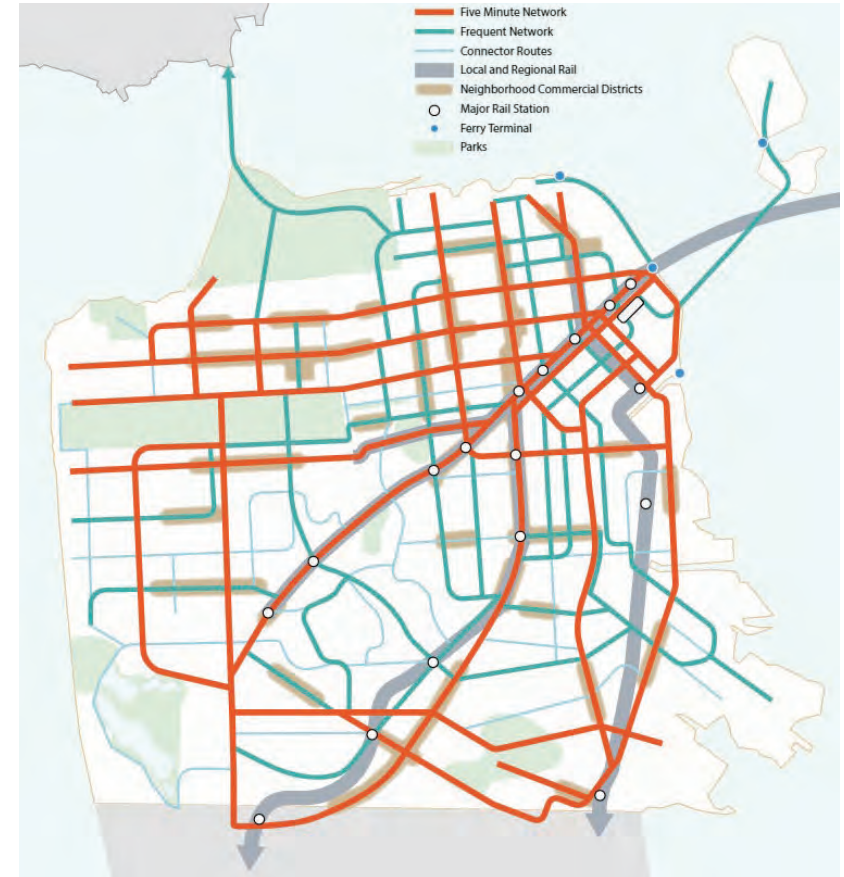 Five Minute Network
Frequent Network
Connector Routes
Local and Regional Rail
Neighborhood Commercial Districts
Major Rail Station
Ferry Terminal
Parks